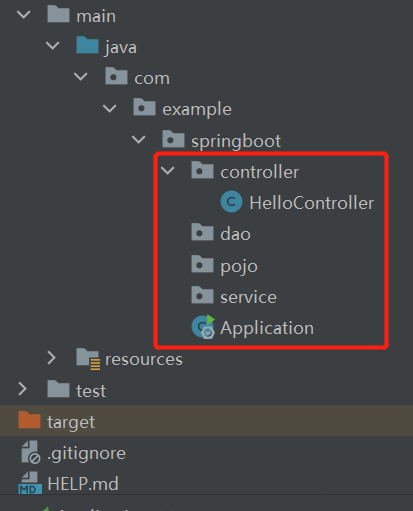 main
java
com
example
springboot
controller
C HelloController
dao
pojo
service
Application
resources
test
target
.gitignore
MD HELP.md